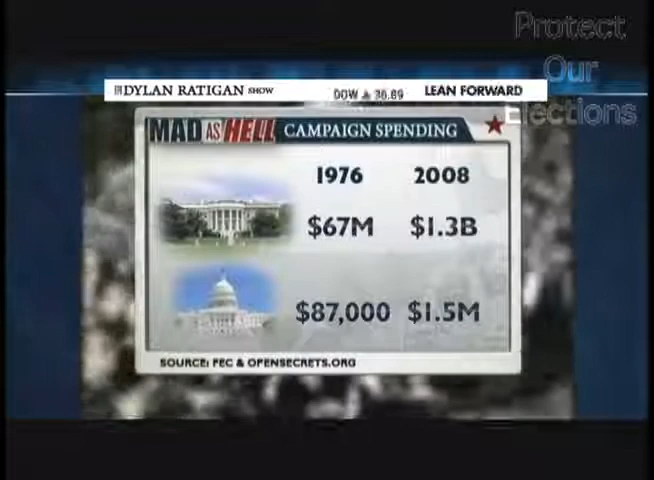 Protect
Our
Elections
THE DYLAN RATIGAN SHOW
DOW ▲ 36.89
LEAN FORWARD
MAD AS HELL CAMPAIGN SPENDING
1976 2008
$67M $1.3B
$87,000 $1.5M
SOURCE: FEC & OPENSECRETS.ORG